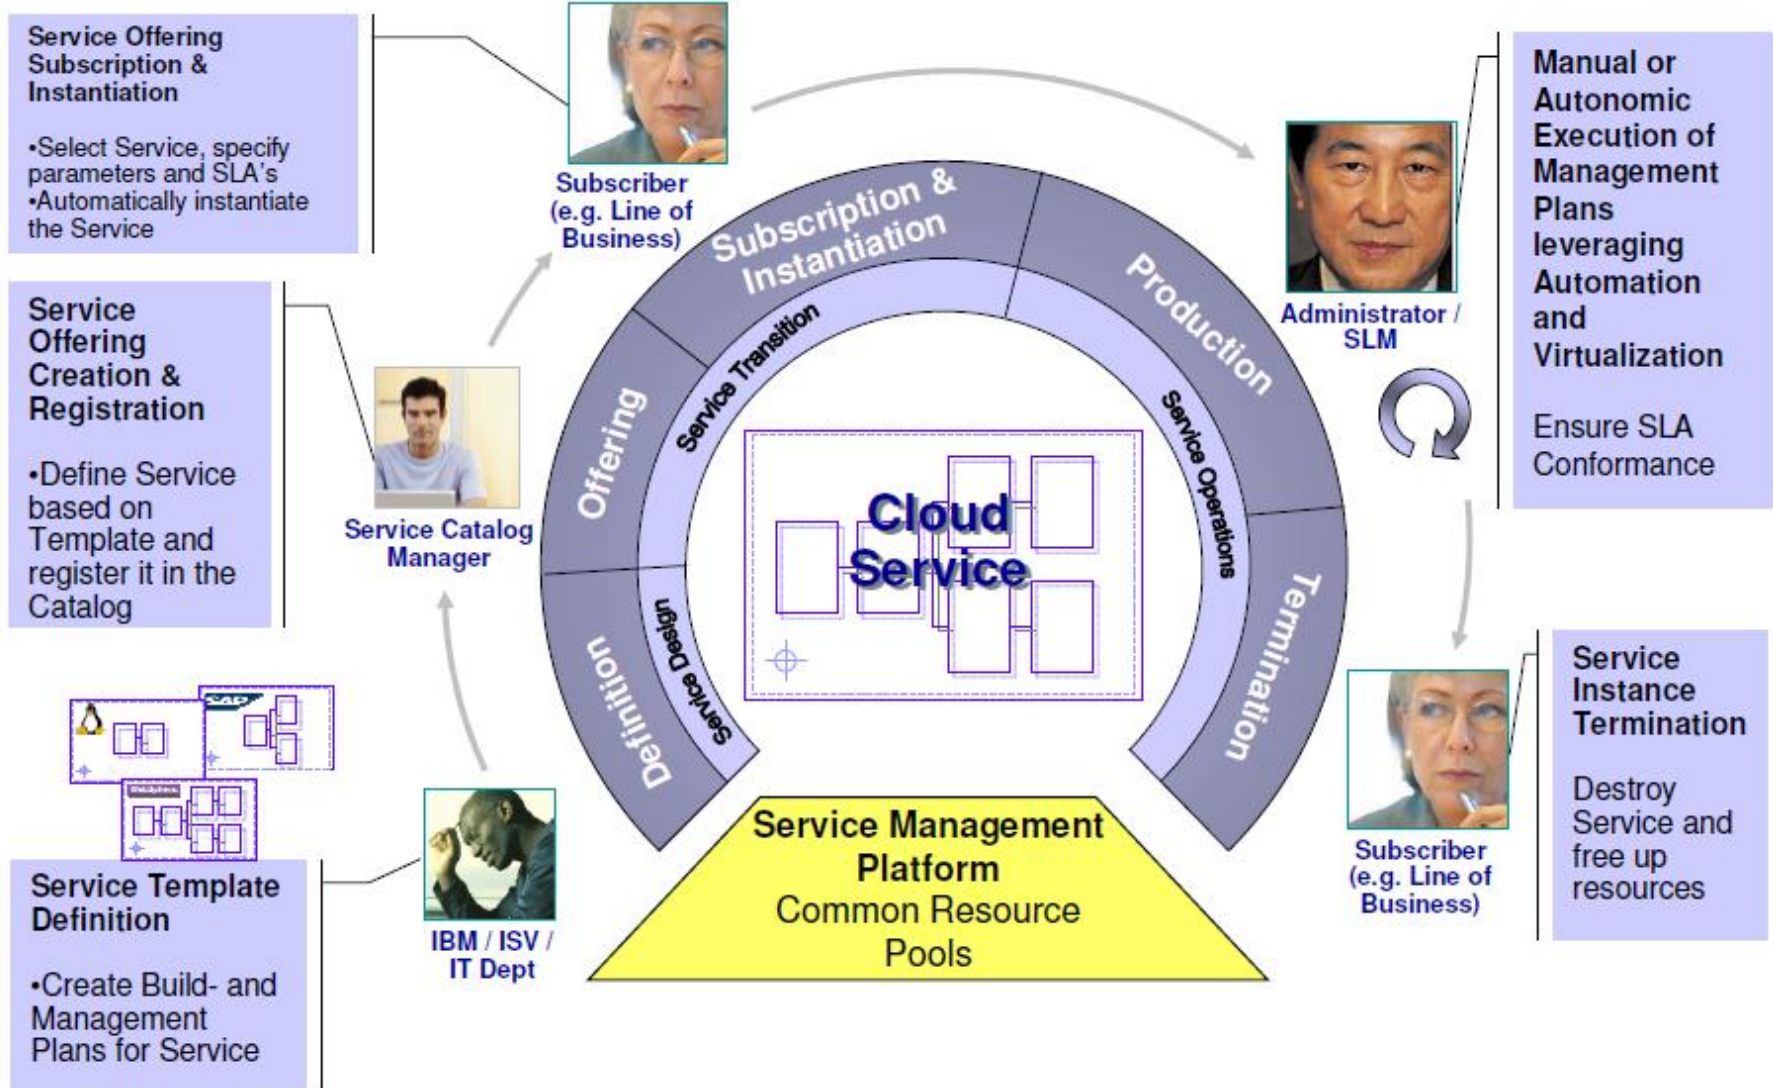 Service Offering
Subscription &
Instantiation
•Select Service, specify
parameters and SLA's
•Automatically instantiate
the Service
Subscriber
(e.g. Line of
Business)
Manual or
Autonomic
Execution of
Management
Plans
leveraging
Automation
and
Virtualization
Ensure SLA
Conformance
Administrator /
SLM
Service
Offering
Creation &
Registration
•Define Service
based on
Template and
register it in the
Catalog
Service Catalog
Manager
Subscription &
Instantiation
Production
Offering
Service Transition
Service Operations
Cloud
Service
Definition
Service Design
Termination
SAP
WebSphere
Service Template
Definition
•Create Build- and
Management
Plans for Service
IBM / ISV /
IT Dept
Service Management
Platform
Common Resource
Pools
Subscriber
(e.g. Line of
Business)
Service
Instance
Termination
Destroy
Service and
free up
resources